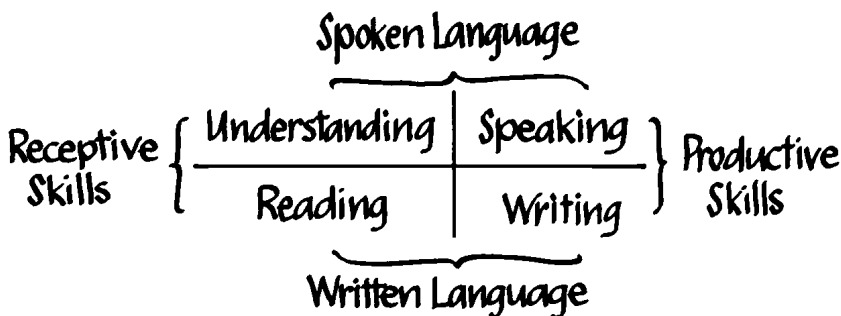 Spoken Language
Understanding Speaking
Receptive Skills
Productive Skills
Reading Writing
Written Language